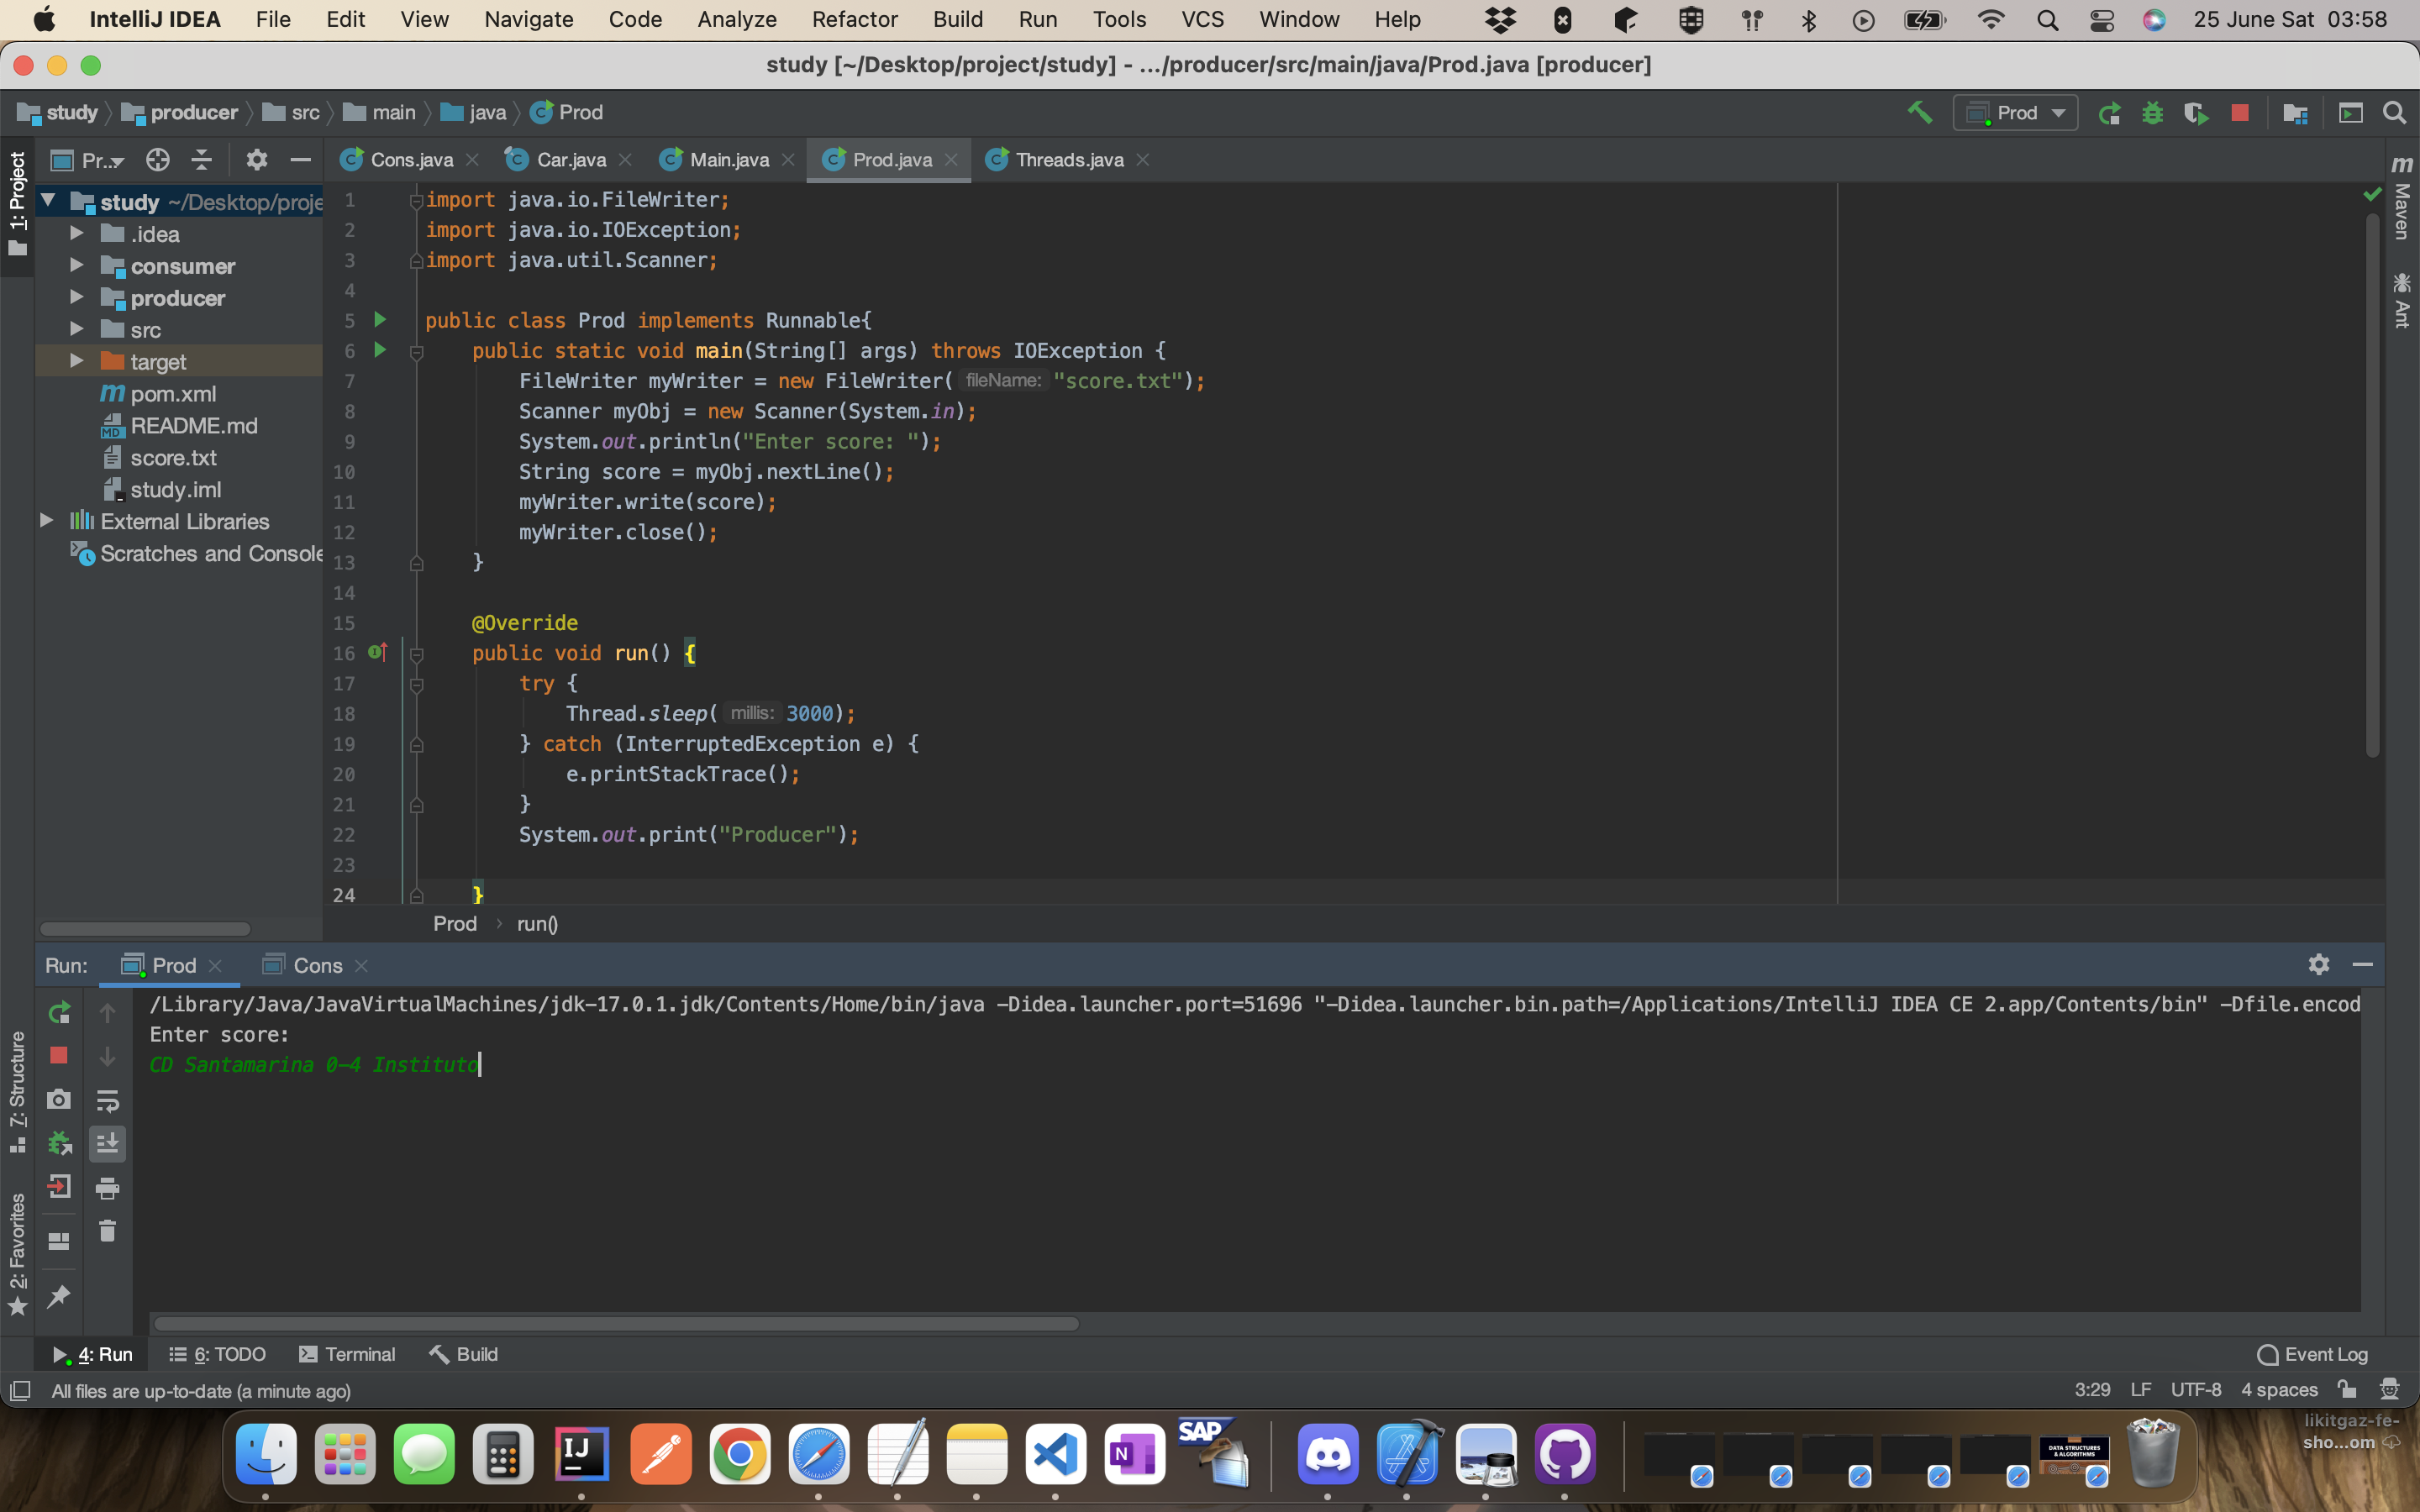 IntelliJ IDEA File Edit View Navigate Code Analyze Refactor Build Run Tools VCS Window Help 25 June Sat 03:58
study [~/Desktop/project/study] - .../producer/src/main/java/Prod.java [producer]
study producer src main java Prod
Prod
1: Project
Pr...
Cons.java Car.java Main.java Prod.java Threads.java
study ~/Desktop/proje
.idea
consumer
producer
src
target
pom.xml
README.md
score.txt
study.iml
External Libraries
Scratches and Console
1 import java.io.FileWriter;
2 import java.io.IOException;
3 import java.util.Scanner;
4
5 public class Prod implements Runnable{
6 public static void main(String[] args) throws IOException {
7 FileWriter myWriter = new FileWriter( fileName: "score.txt");
8 Scanner myObj = new Scanner(System.in);
9 System.out.println("Enter score: ");
10 String score = myObj.nextLine();
11 myWriter.write(score);
12 myWriter.close();
13 }
14
15 @Override
16 public void run() {
17 try {
18 Thread.sleep( millis: 3000);
19 } catch (InterruptedException e) {
20 e.printStackTrace();
21 }
22 System.out.print("Producer");
23
24 }
Prod run()
m Maven
Ant
Run: Prod Cons
/Library/Java/JavaVirtualMachines/jdk-17.0.1.jdk/Contents/Home/bin/java -Didea.launcher.port=51696 "-Didea.launcher.bin.path=/Applications/IntelliJ IDEA CE 2.app/Contents/bin" -Dfile.encod
Enter score:
CD Santamarina 0-4 Instituto
7: Structure
2: Favorites
4: Run 6: TODO Terminal Build Event Log
All files are up-to-date (a minute ago) 3:29 LF UTF-8 4 spaces
likitgaz-fe-
sho...om
IJ
N
SAP
DATA STRUCTURES
& ALGORITHMS